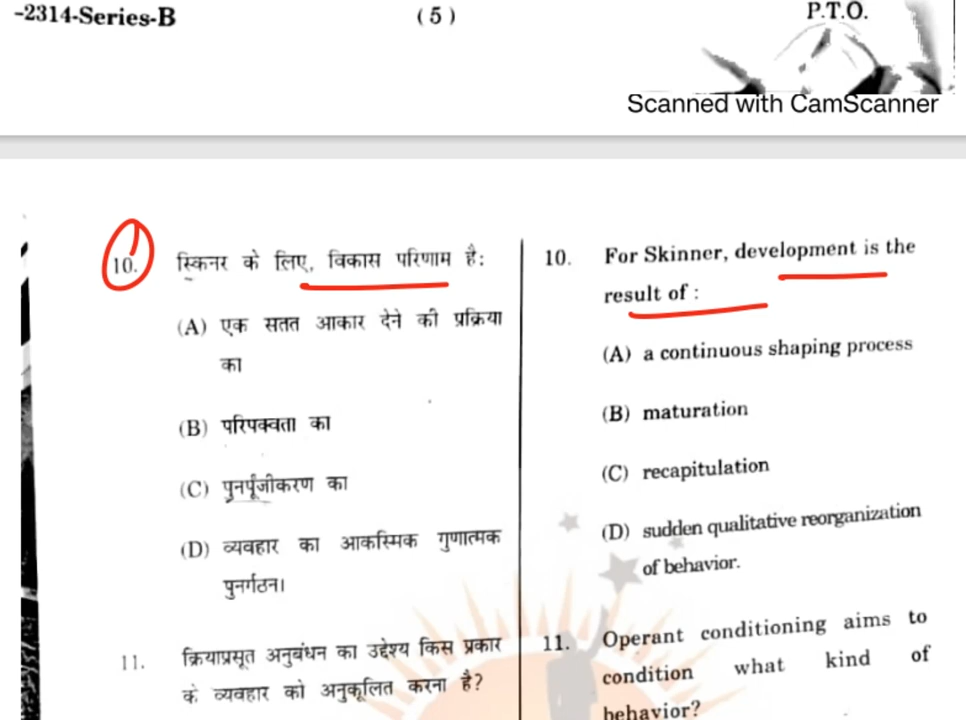 -2314-Series-B
( 5 )
P.T.O.
Scanned with CamScanner
10. स्किनर के लिए, विकास परिणाम है:
(A) एक सतत आकार देने की प्रक्रिया
का
(B) परिपक्वता का
(C) पुनर्पूंजीकरण का
(D) व्यवहार का आकस्मिक गुणात्मक
पुनर्गठन।
11. क्रियाप्रसूत अनुबंधन का उद्देश्य किस प्रकार
के व्यवहार को अनुकूलित करना है?
10. For Skinner, development is the
result of :
(A) a continuous shaping process
(B) maturation
(C) recapitulation
(D) sudden qualitative reorganization
of behavior.
11. Operant conditioning aims to
condition what kind of
behavior?